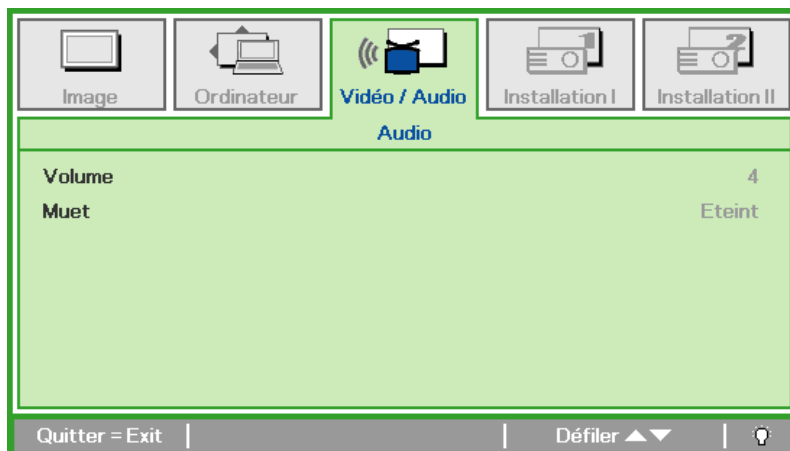 Image Ordinateur Vidéo / Audio Installation I Installation II
Audio
Volume 4
Muet Eteint
Quitter = Exit Défiler